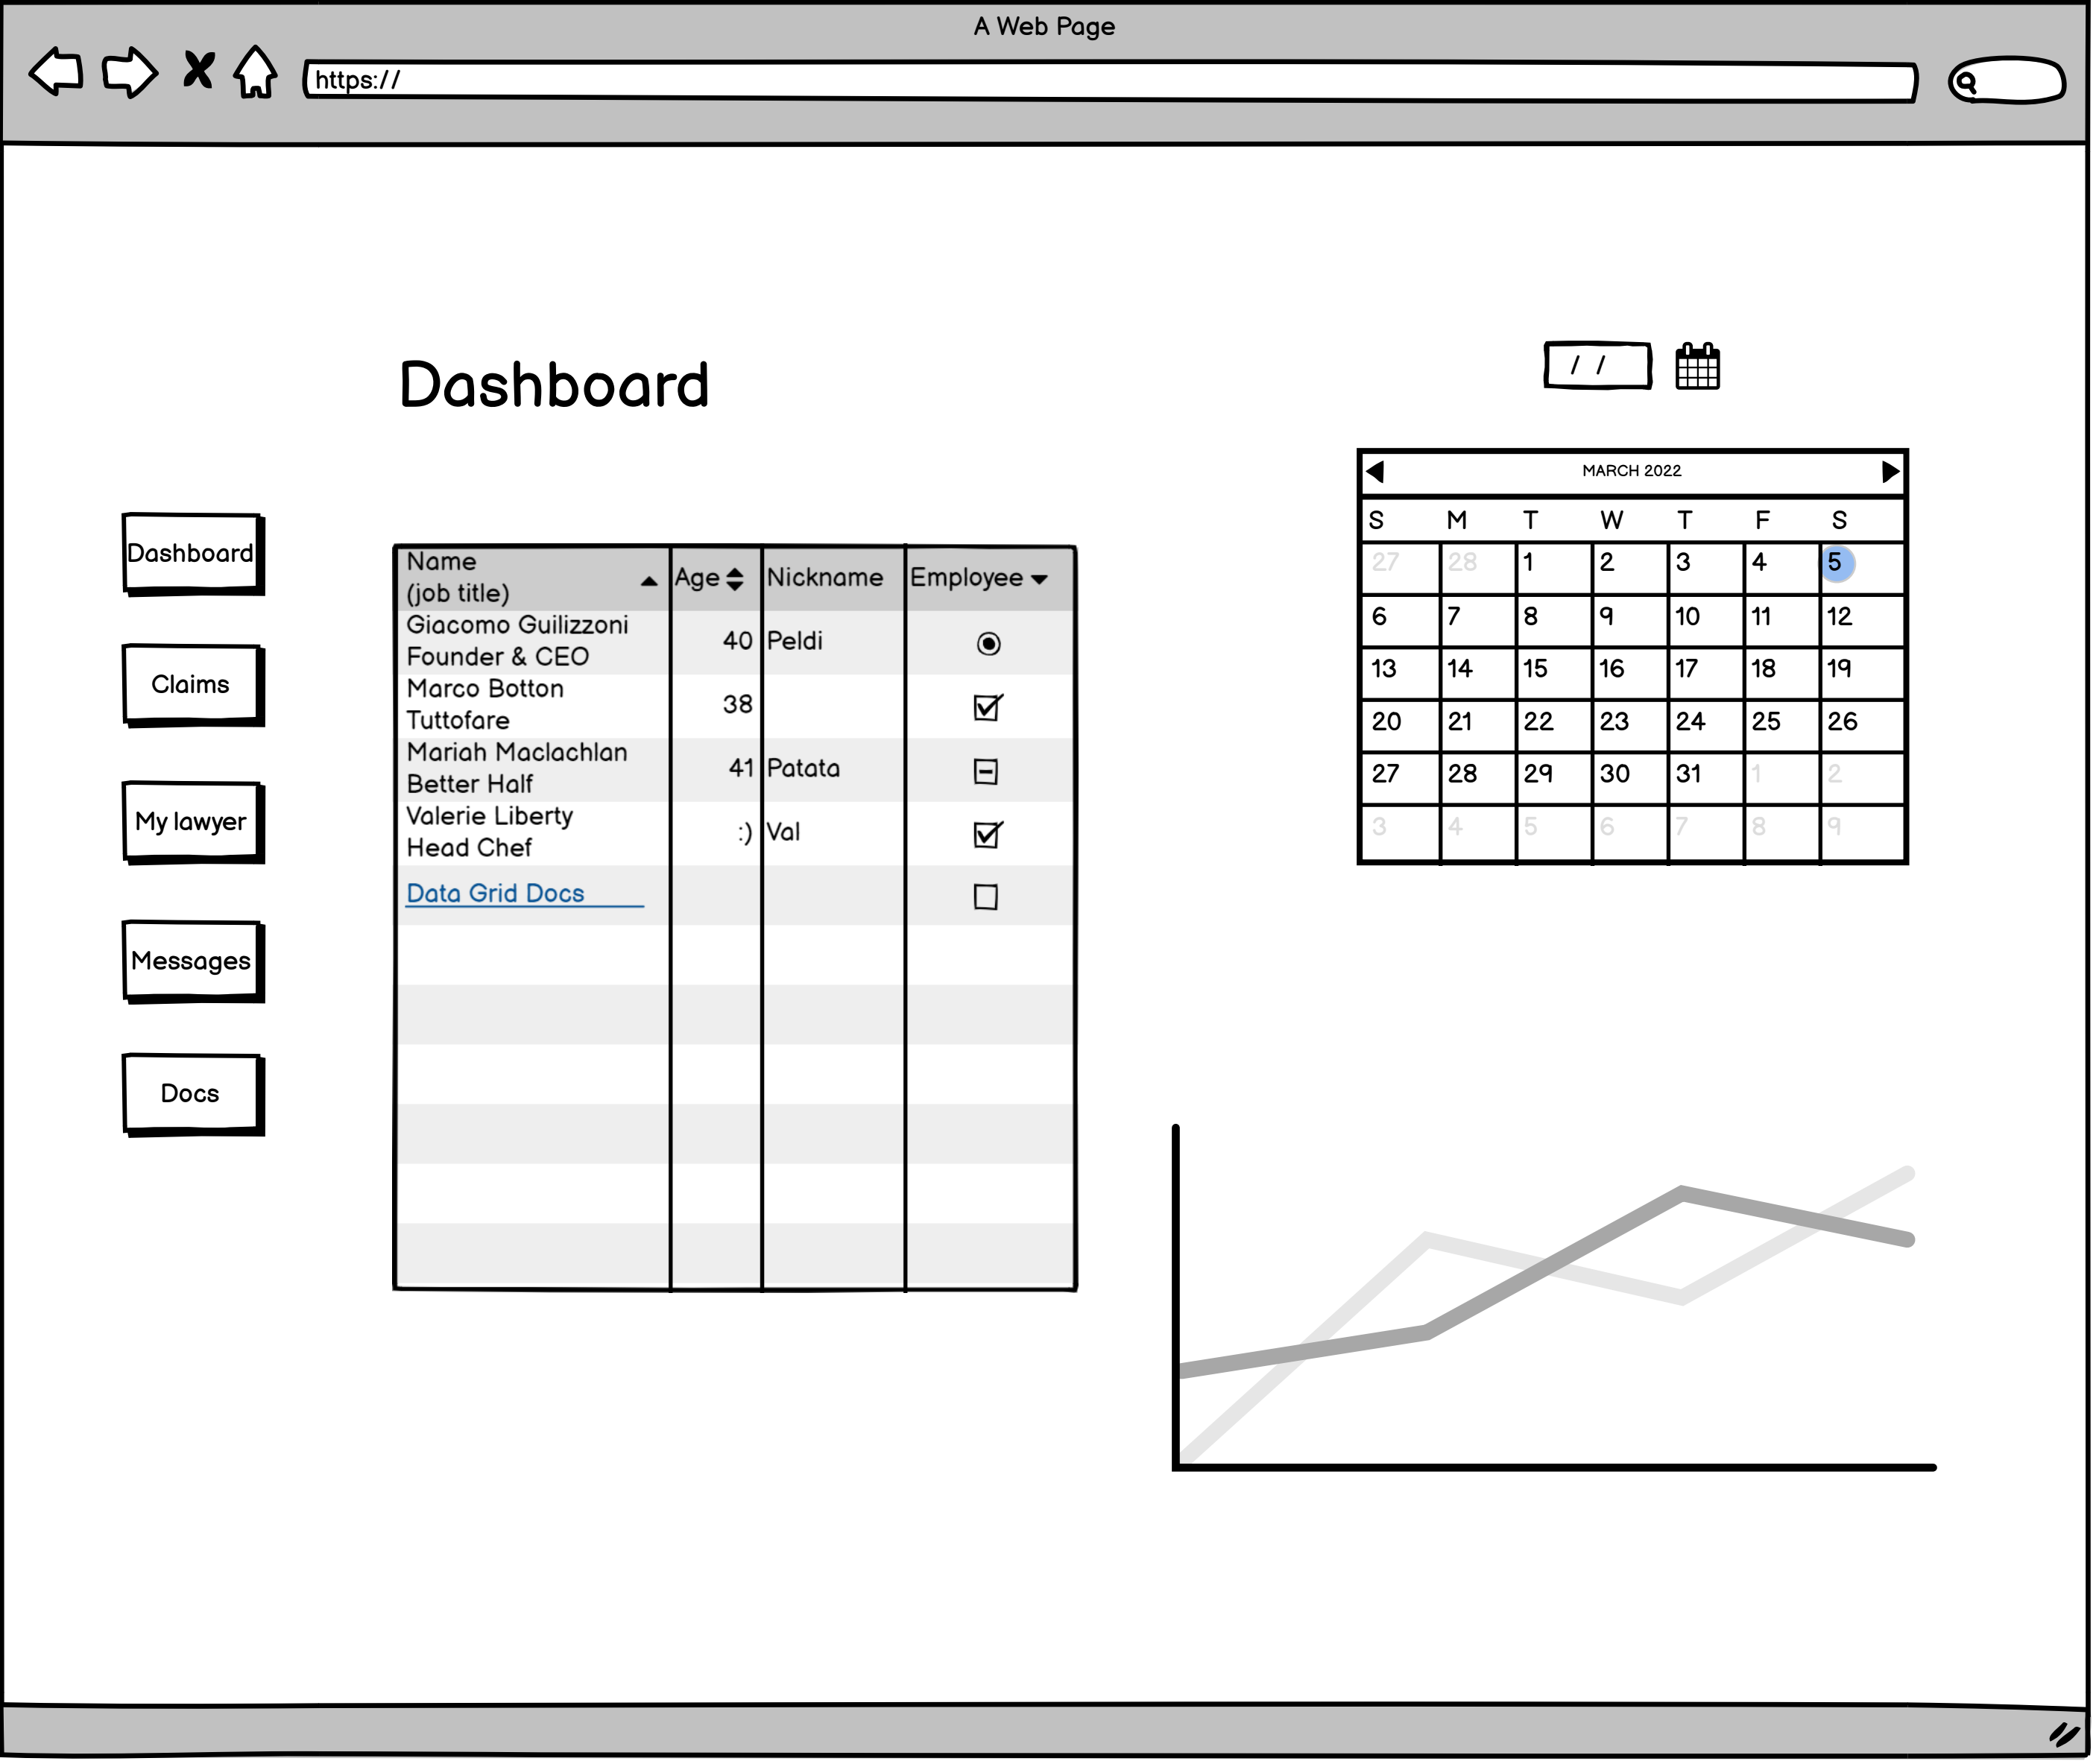 A Web Page
https://
Dashboard
/ /
MARCH 2022
S M T W T F S
27 28 1 2 3 4 5
6 7 8 9 10 11 12
13 14 15 16 17 18 19
20 21 22 23 24 25 26
27 28 29 30 31 1 2
3 4 5 6 7 8 9
Dashboard
Claims
My lawyer
Messages
Docs
Name
(job title) Age Nickname Employee
Giacomo Guilizzoni
Founder & CEO 40 Peldi
Marco Botton
Tuttofare 38
Mariah Maclachlan
Better Half 41 Patata
Valerie Liberty
Head Chef :) Val
Data Grid Docs